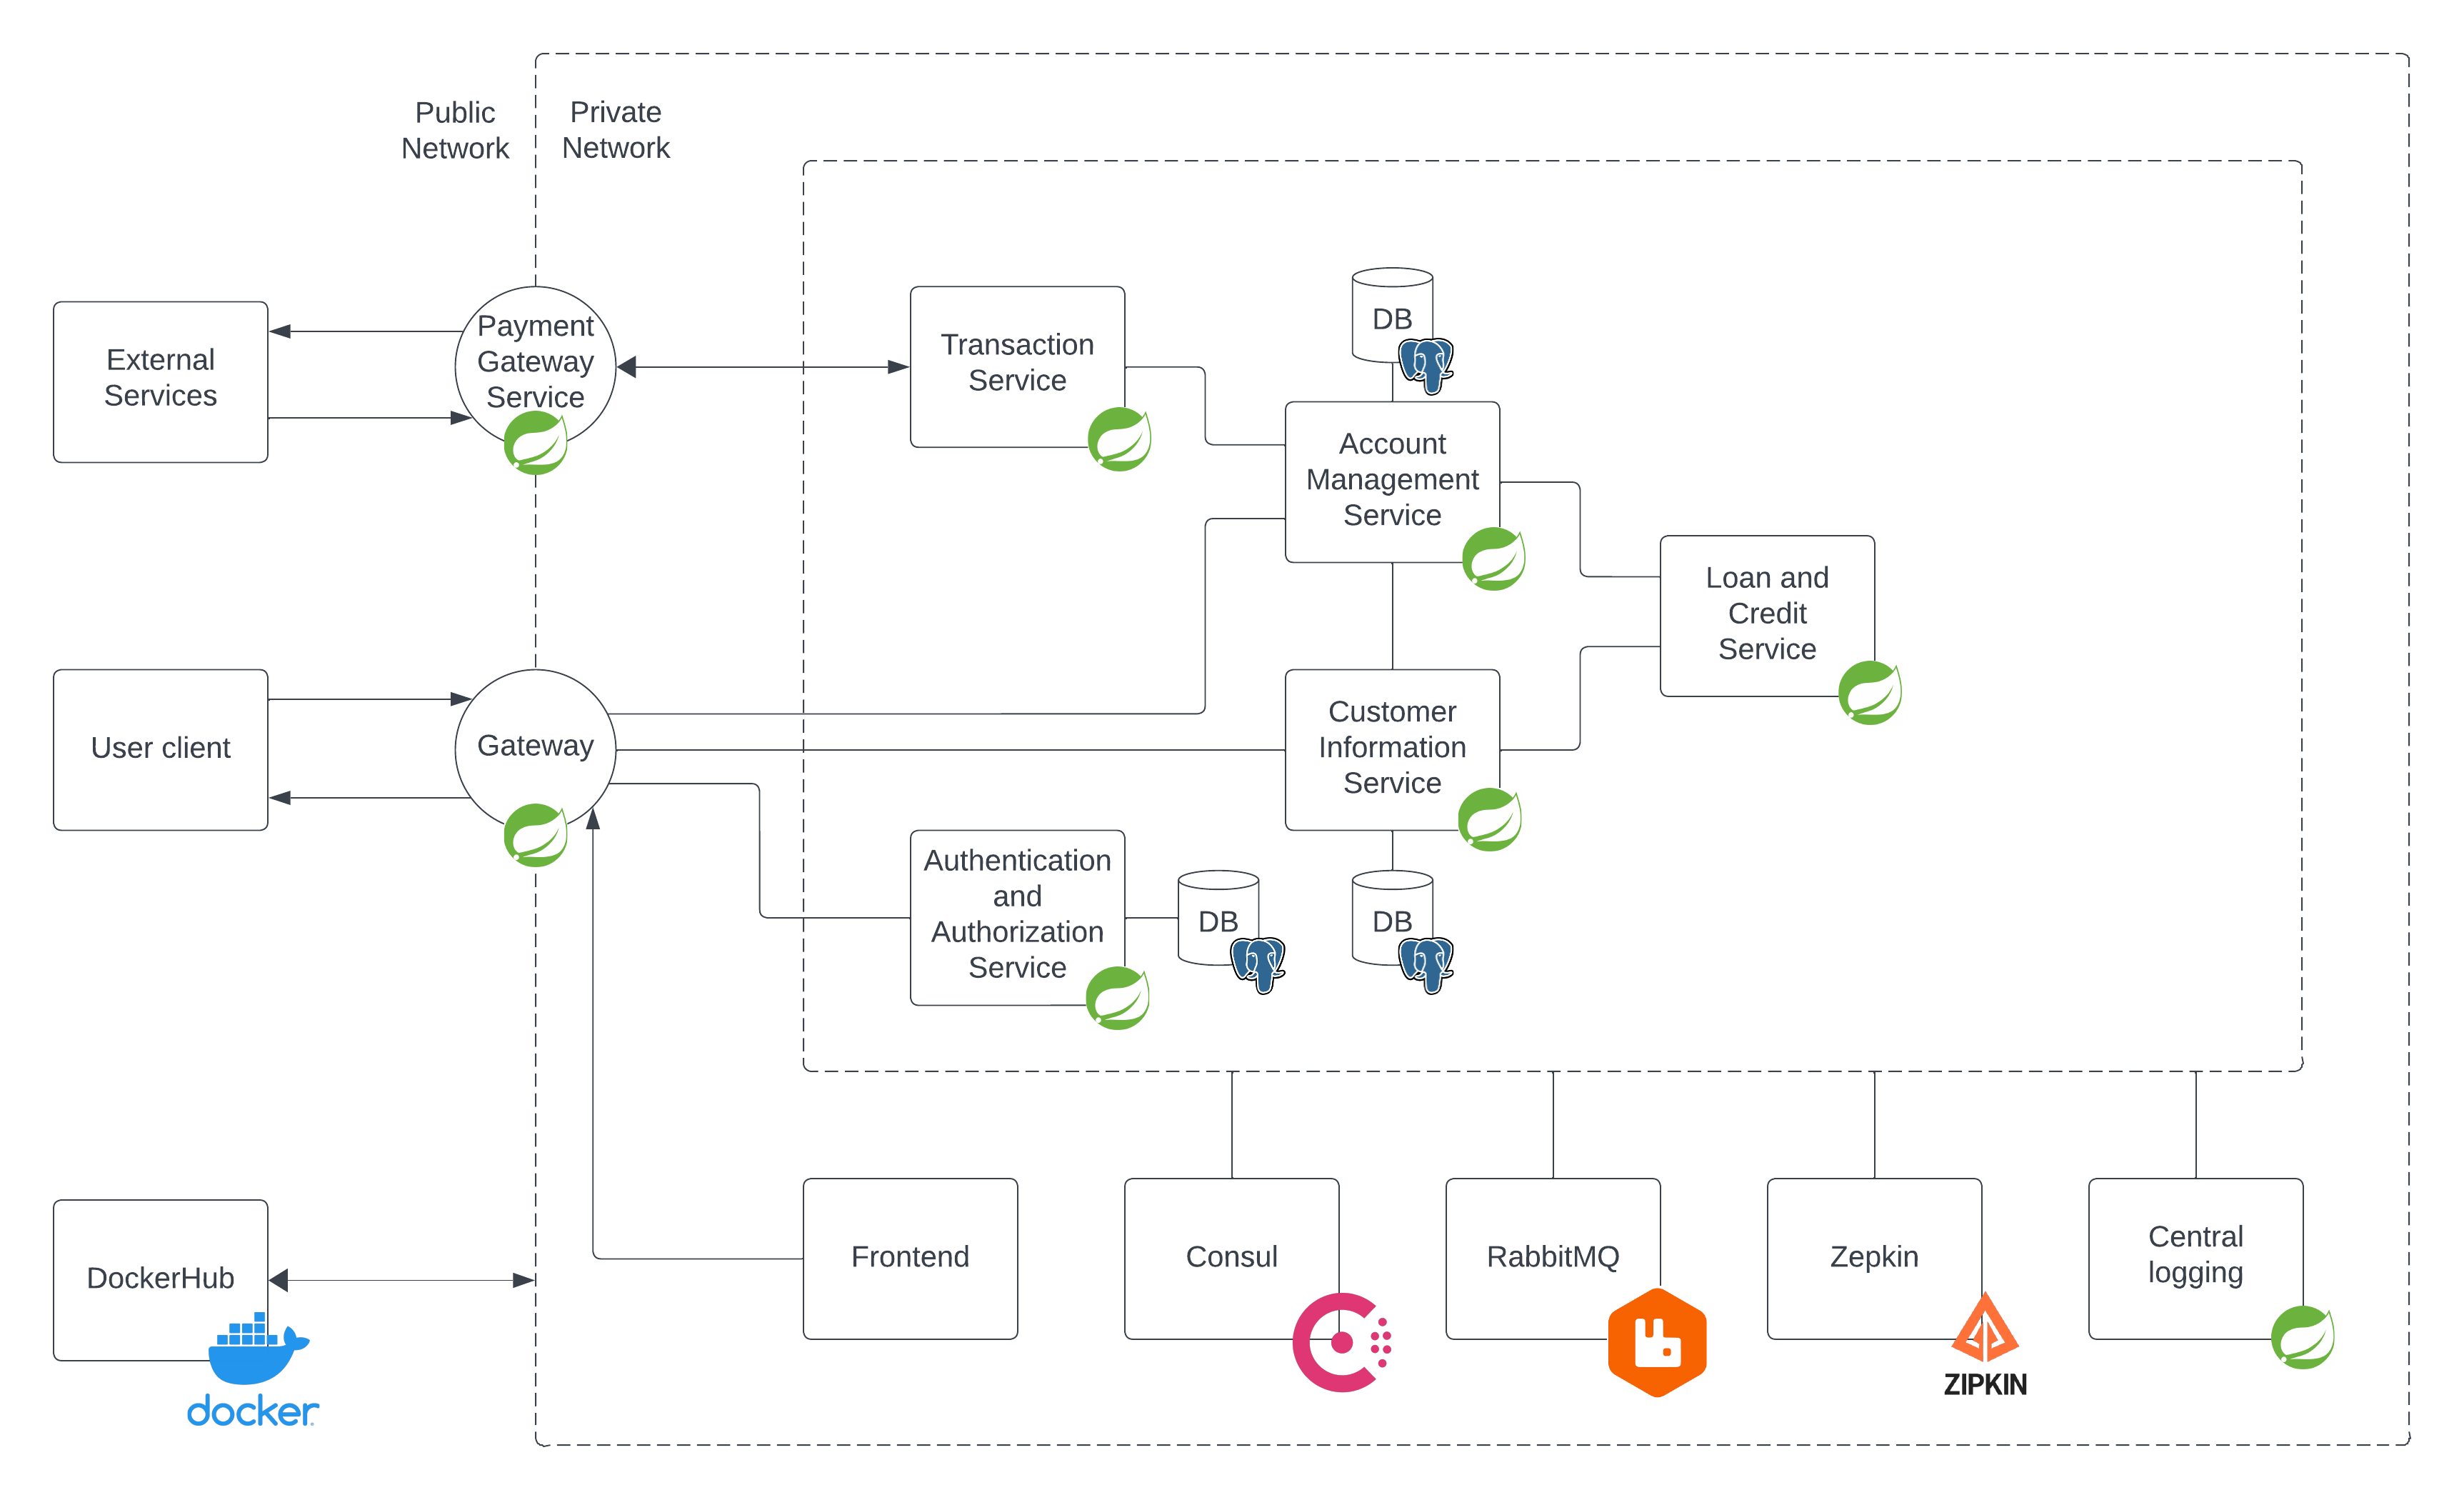 Public
Network
Private
Network
External
Services
Payment
Gateway
Service
Transaction
Service
DB
Account
Management
Service
Loan and
Credit
Service
User client
Gateway
Customer
Information
Service
Authentication
and
Authorization
Service
DB
DB
DockerHub
docker
Frontend
Consul
RabbitMQ
Zepkin
ZIPKIN
Central
logging